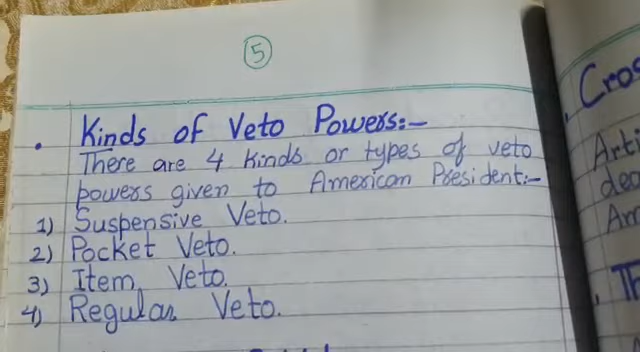 5
. Kinds of Veto Powers:-
There are 4 kinds or types of veto
powers given to American President:-
1) Suspensive Veto.
2) Pocket Veto.
3) Item Veto.
4) Regular Veto.